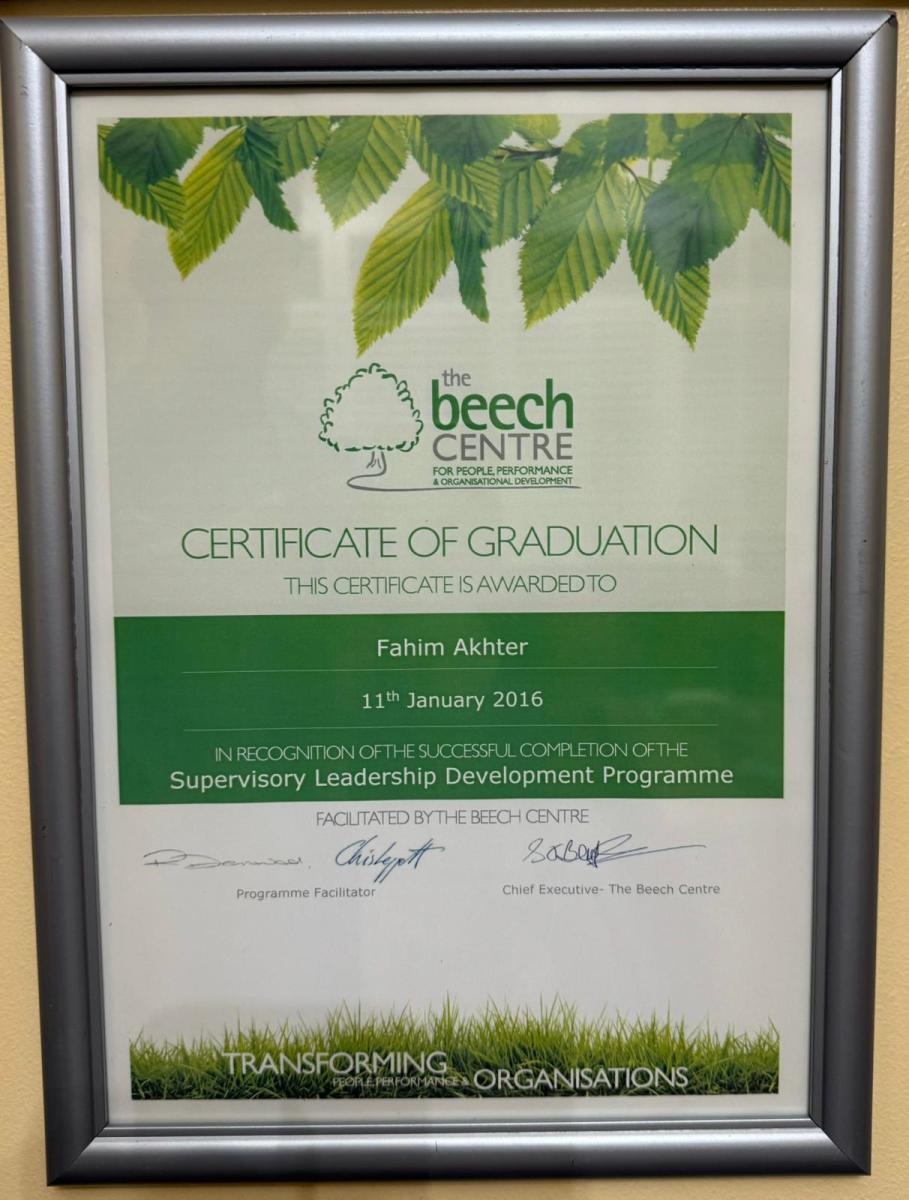 the
beech
CENTRE
FOR PEOPLE, PERFORMANCE
& ORGANISATIONAL DEVELOPMENT
CERTIFICATE OF GRADUATION
THIS CERTIFICATE IS AWARDED TO
Fahim Akhter
11th January 2016
IN RECOGNITION OF THE SUCCESSFUL COMPLETION OF THE
Supervisory Leadership Development Programme
FACILITATED BY THE BEECH CENTRE
Programme Facilitator
Chief Executive- The Beech Centre
TRANSFORMING
PEOPLE, PERFORMANCE & ORGANISATIONS